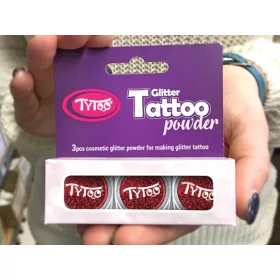 TyToo
Glitter
Tattoo
powder
3pcs cosmetic glitter powder for making glitter tattoo
TyToo TyToo TyToo